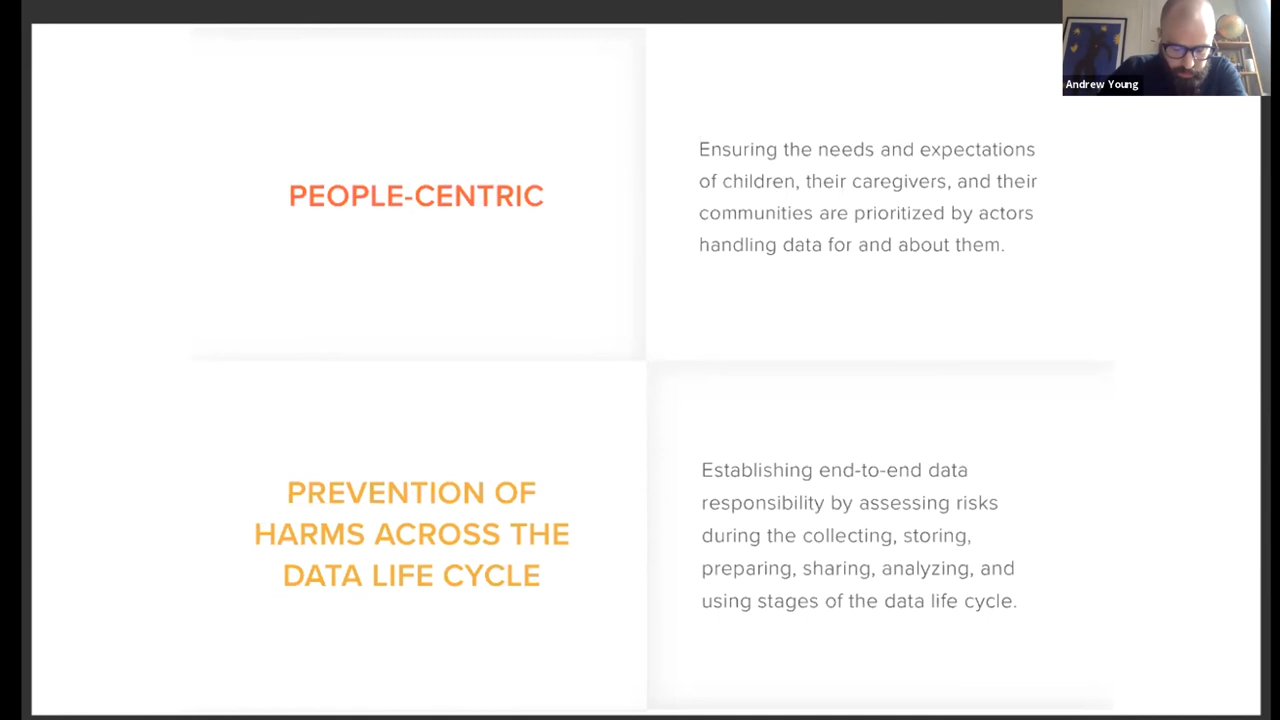 Andrew Young
PEOPLE-CENTRIC
Ensuring the needs and expectations
of children, their caregivers, and their
communities are prioritized by actors
handling data for and about them.
PREVENTION OF
HARMS ACROSS THE
DATA LIFE CYCLE
Establishing end-to-end data
responsibility by assessing risks
during the collecting, storing,
preparing, sharing, analyzing, and
using stages of the data life cycle.